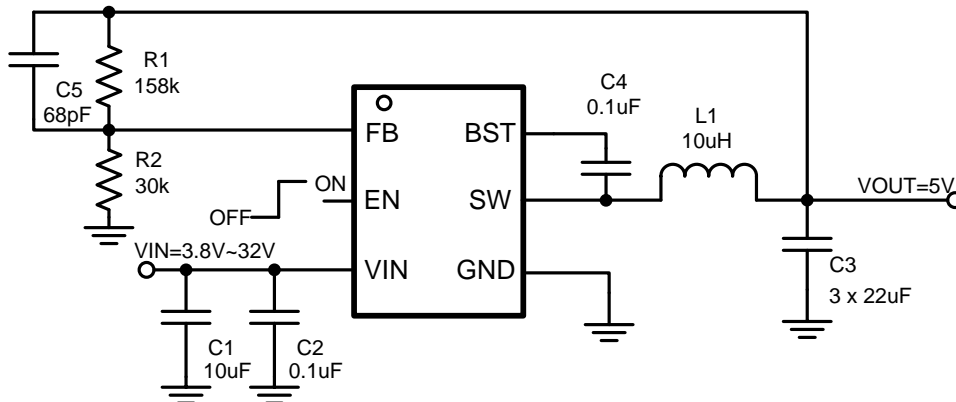 R1
158k
C5
68pF
R2
30k
C4
0.1uF
L1
10uH
FB
BST
ON
OFF
EN
SW
VOUT=5V
VIN=3.8V~32V
VIN
GND
C3
3 x 22uF
C1
10uF
C2
0.1uF